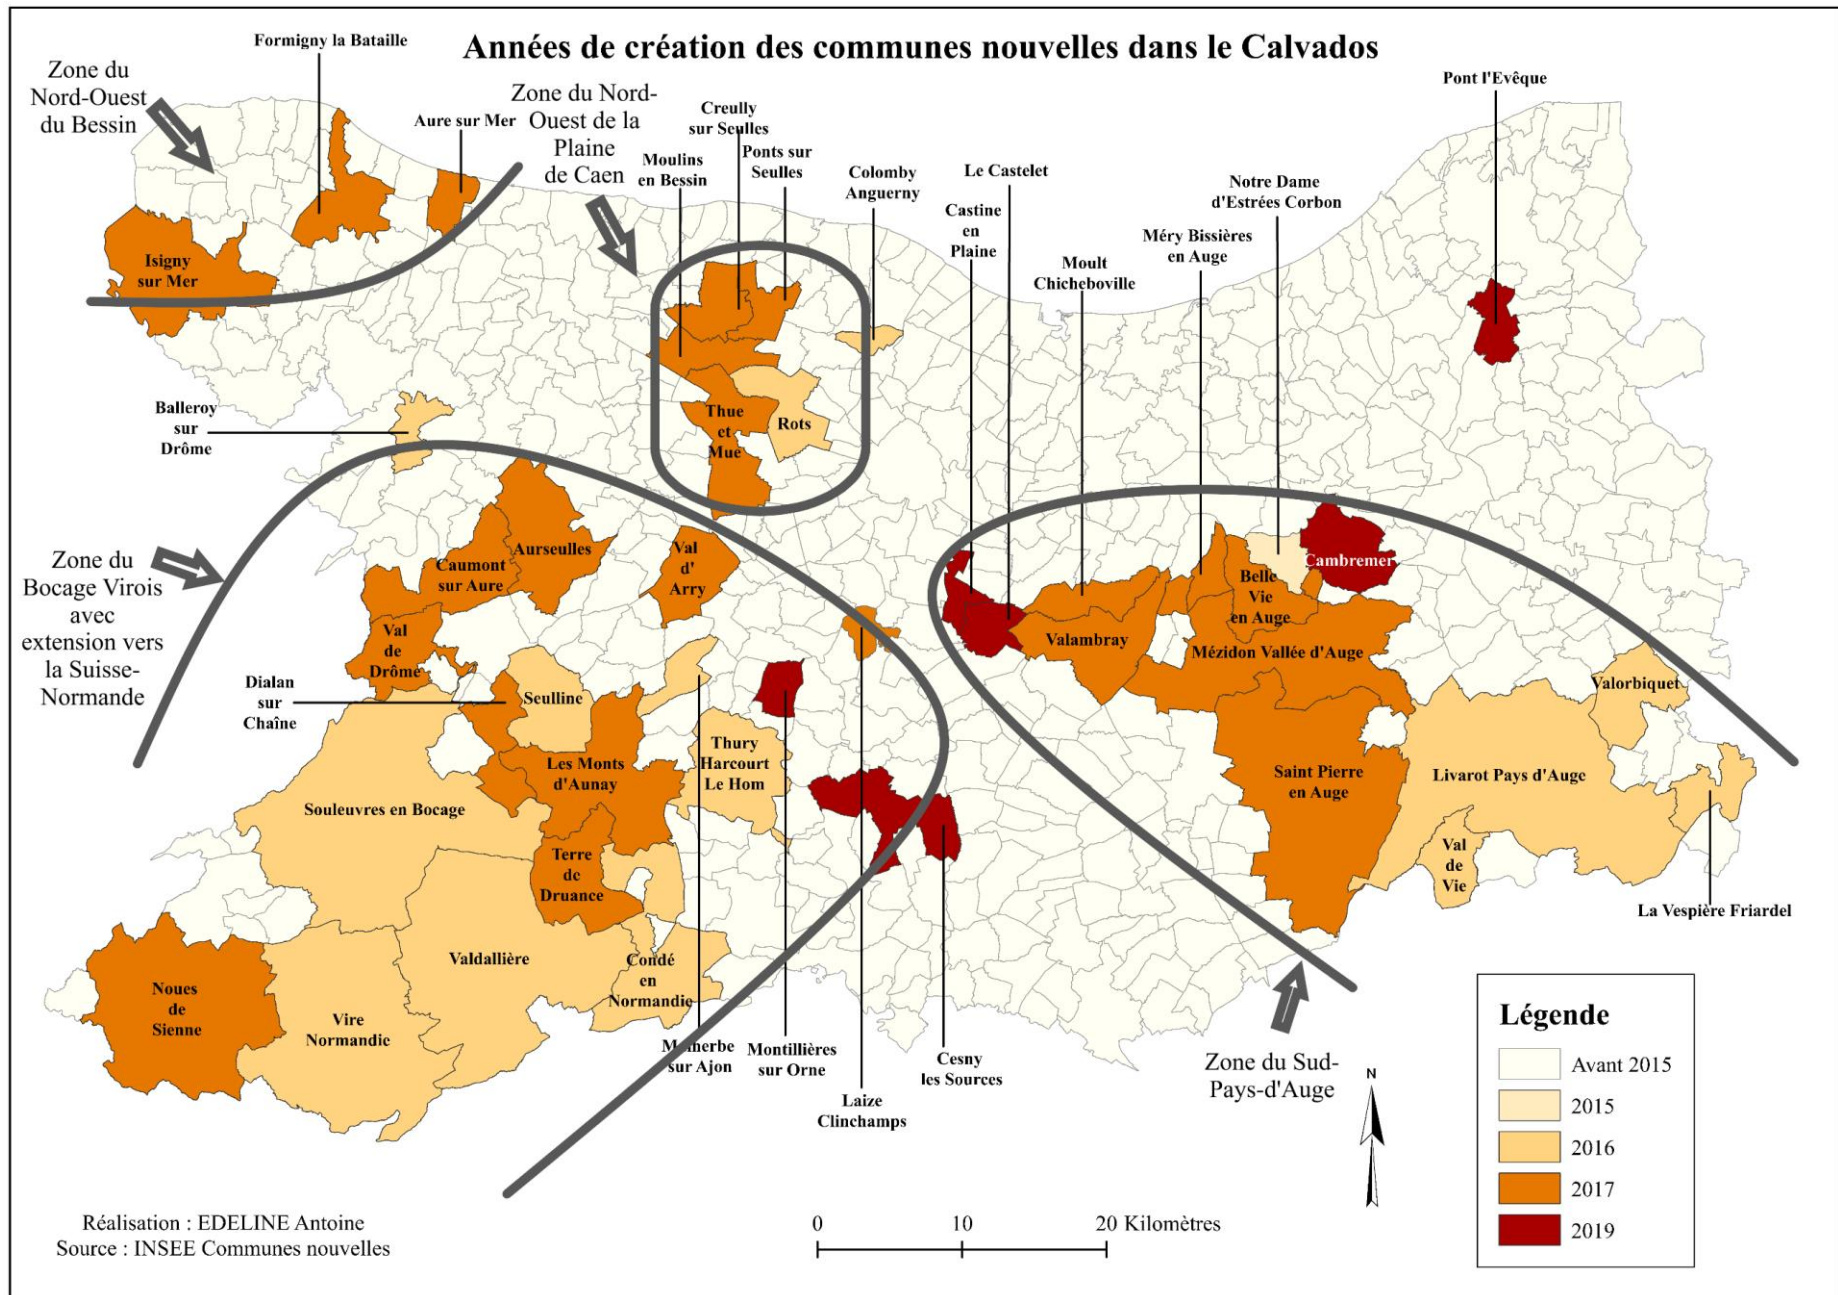 Années de création des communes nouvelles dans le Calvados
Formigny la Bataille
Zone du
Nord-Ouest
du Bessin
Aure sur Mer
Zone du Nord-
Ouest de la
Plaine
de Caen
Creully
sur Seulles
Moulins
en Bessin
Ponts sur
Seulles
Colomby
Anguerny
Le Castelet
Castine
en
Plaine
Moult
Chicheboville
Méry Bissières
en Auge
Notre Dame
d'Estrées Corbon
Pont l'Evêque
Isigny
sur Mer
Balleroy
sur
Drôme
Thue
et
Mue
Rots
Zone du
Bocage Virois
avec
extension vers
la Suisse-
Normande
Caumont
sur Aure
Aurseulles
Val
d'
Arry
Val
de
Drôme
Dialan
sur
Chaîne
Seulline
Les Monts
d'Aunay
Thury
Harcourt
Le Hom
Souleuvres en Bocage
Terre
de
Druance
Valdallière
Condé
en
Normandie
Noues
de
Sienne
Vire
Normandie
Malherbe
sur Ajon
Montillières
sur Orne
Laize
Clinchamps
Cesny
les Sources
Cambremer
Belle
Vie
en Auge
Valambray
Mézidon Vallée d'Auge
Valorbiquet
Saint Pierre
en Auge
Livarot Pays d'Auge
Val
de
Vie
La Vespière Friardel
Zone du Sud-
Pays-d'Auge
N
Légende
Avant 2015
2015
2016
2017
2019
Réalisation : EDELINE Antoine
Source : INSEE Communes nouvelles
0 10 20 Kilomètres